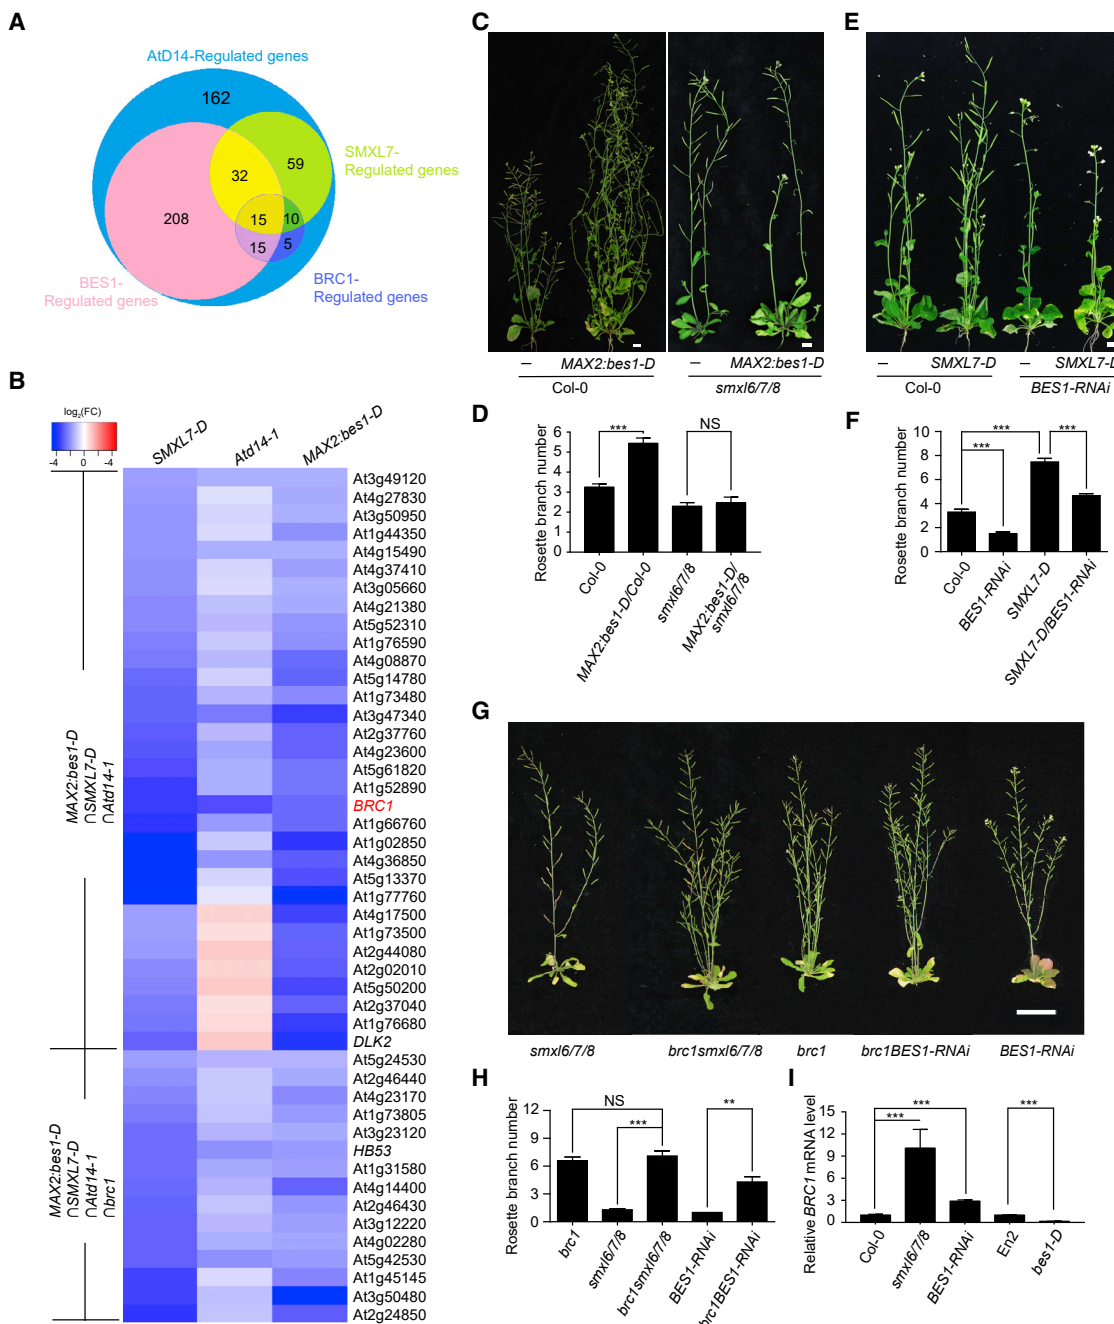 A
AtD14-Regulated genes
162
59
SMXL7-
Regulated genes
32
208
15
10
15
5
BES1-
Regulated genes
BRC1-
Regulated genes
B
log2(FC)
-4 0 -4
SMXL7-D
Atd14-1
MAX2:bes1-D
MAX2:bes1-D
∩SMXL7-D
∩Atd14-1
At3g49120
At4g27830
At3g50950
At1g44350
At4g15490
At4g37410
At3g05660
At4g21380
At5g52310
At1g76590
At4g08870
At5g14780
At1g73480
At3g47340
At2g37760
At4g23600
At5g61820
At1g52890
BRC1
At1g66760
At1g02850
At4g36850
At5g13370
At1g77760
At4g17500
At1g73500
At2g44080
At2g02010
At5g50200
At2g37040
At1g76680
DLK2
MAX2:bes1-D
∩SMXL7-D
∩Atd14-1
∩brc1
At5g24530
At2g46440
At4g23170
At1g73805
At3g23120
HB53
At1g31580
At4g14400
At2g46430
At3g12220
At4g02280
At5g42530
At1g45145
At3g50480
At2g24850
C
– MAX2:bes1-D – MAX2:bes1-D
Col-0 smxl6/7/8
D
Rosette branch number
6
5
4
3
2
1
0
***
NS
Col-0
MAX2:bes1-D/Col-0
smxl6/7/8
MAX2:bes1-D/
smxl6/7/8
E
– SMXL7-D – SMXL7-D
Col-0 BES1-RNAi
F
Rosette branch number
10
8
6
4
2
0
***
***
***
Col-0
BES1-RNAi
SMXL7-D
SMXL7-D/BES1-RNAi
G
smxl6/7/8 brc1smxl6/7/8 brc1 brc1BES1-RNAi BES1-RNAi
H
Rosette branch number
12
9
6
3
0
NS
***
**
brc1
smxl6/7/8
brc1smxl6/7/8
BES1-RNAi
brc1BES1-RNAi
I
Relative BRC1 mRNA level
15
12
9
6
3
0
***
***
***
Col-0
smxl6/7/8
BES1-RNAi
En2
bes1-D